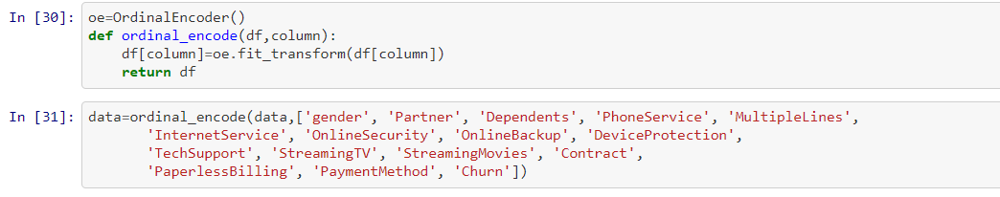 In [30]: oe=OrdinalEncoder()
def ordinal_encode(df,column):
    df[column]=oe.fit_transform(df[column])
    return df
In [31]: data=ordinal_encode(data,['gender', 'Partner', 'Dependents', 'PhoneService', 'MultipleLines',
       'InternetService', 'OnlineSecurity', 'OnlineBackup', 'DeviceProtection',
       'TechSupport', 'StreamingTV', 'StreamingMovies', 'Contract',
       'PaperlessBilling', 'PaymentMethod', 'Churn'])